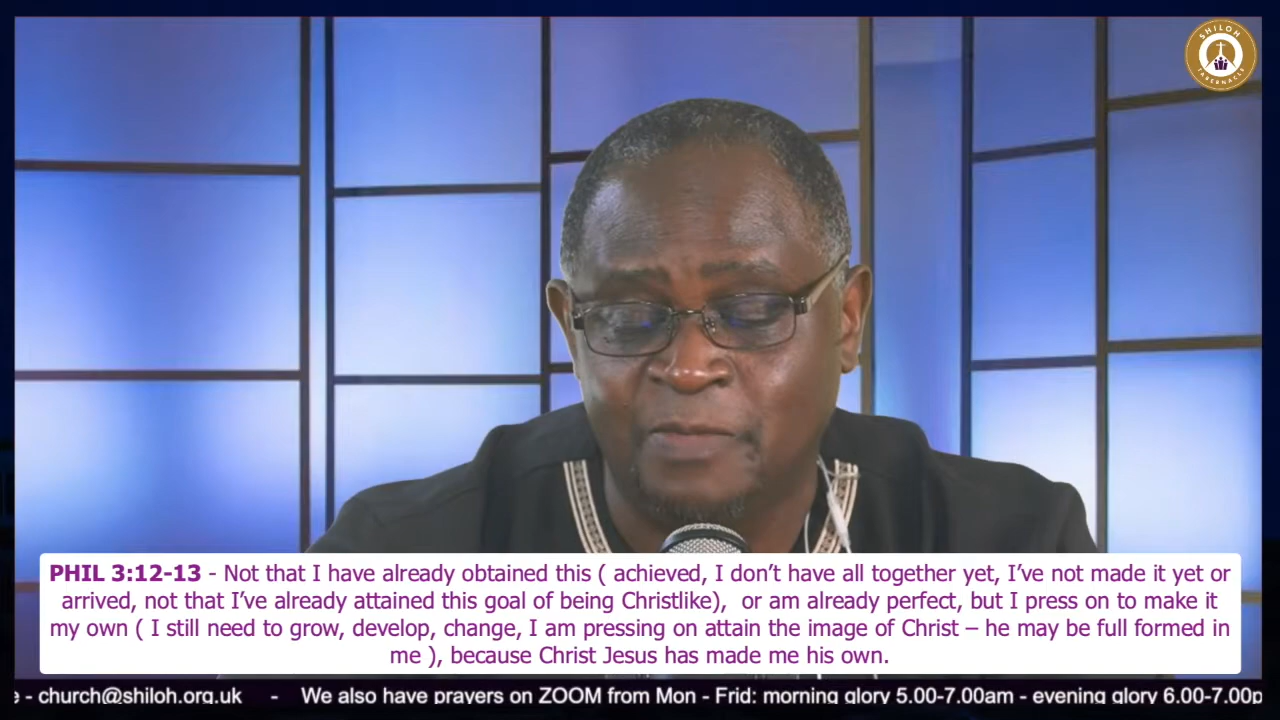 SHILOH
TABERNACLE
PHIL 3:12-13 - Not that I have already obtained this ( achieved, I don’t have all together yet, I’ve not made it yet or
arrived, not that I’ve already attained this goal of being Christlike),  or am already perfect, but I press on to make it
my own ( I still need to grow, develop, change, I am pressing on attain the image of Christ – he may be full formed in
me ), because Christ Jesus has made me his own.
- church@shiloh.org.uk - We also have prayers on ZOOM from Mon - Frid: morning glory 5.00-7.00am - evening glory 6.00-7.00p